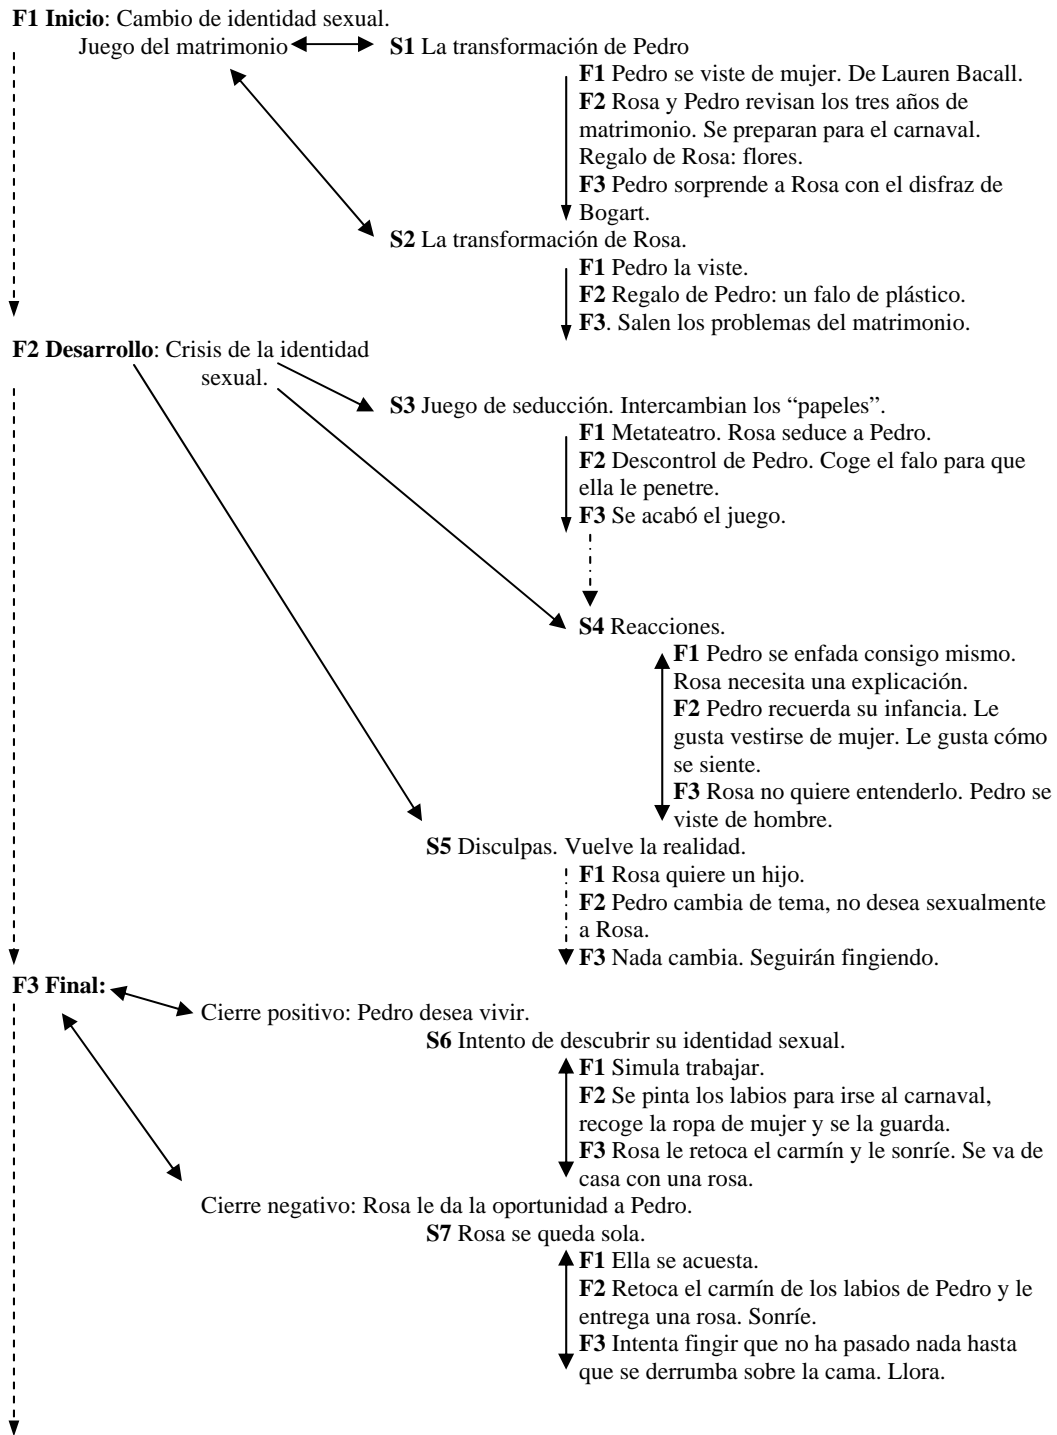 F1 Inicio: Cambio de identidad sexual.
Juego del matrimonio
S1 La transformación de Pedro
F1 Pedro se viste de mujer. De Lauren Bacall.
F2 Rosa y Pedro revisan los tres años de
matrimonio. Se preparan para el carnaval.
Regalo de Rosa: flores.
F3 Pedro sorprende a Rosa con el disfraz de
Bogart.
S2 La transformación de Rosa.
F1 Pedro la viste.
F2 Regalo de Pedro: un falo de plástico.
F3. Salen los problemas del matrimonio.
F2 Desarrollo: Crisis de la identidad
sexual.
S3 Juego de seducción. Intercambian los “papeles”.
F1 Metateatro. Rosa seduce a Pedro.
F2 Descontrol de Pedro. Coge el falo para que
ella le penetre.
F3 Se acabó el juego.
S4 Reacciones.
F1 Pedro se enfada consigo mismo.
Rosa necesita una explicación.
F2 Pedro recuerda su infancia. Le
gusta vestirse de mujer. Le gusta cómo
se siente.
F3 Rosa no quiere entenderlo. Pedro se
viste de hombre.
S5 Disculpas. Vuelve la realidad.
F1 Rosa quiere un hijo.
F2 Pedro cambia de tema, no desea sexualmente
a Rosa.
F3 Nada cambia. Seguirán fingiendo.
F3 Final:
Cierre positivo: Pedro desea vivir.
S6 Intento de descubrir su identidad sexual.
F1 Simula trabajar.
F2 Se pinta los labios para irse al carnaval,
recoge la ropa de mujer y se la guarda.
F3 Rosa le retoca el carmín y le sonríe. Se va de
casa con una rosa.
Cierre negativo: Rosa le da la oportunidad a Pedro.
S7 Rosa se queda sola.
F1 Ella se acuesta.
F2 Retoca el carmín de los labios de Pedro y le
entrega una rosa. Sonríe.
F3 Intenta fingir que no ha pasado nada hasta
que se derrumba sobre la cama. Llora.